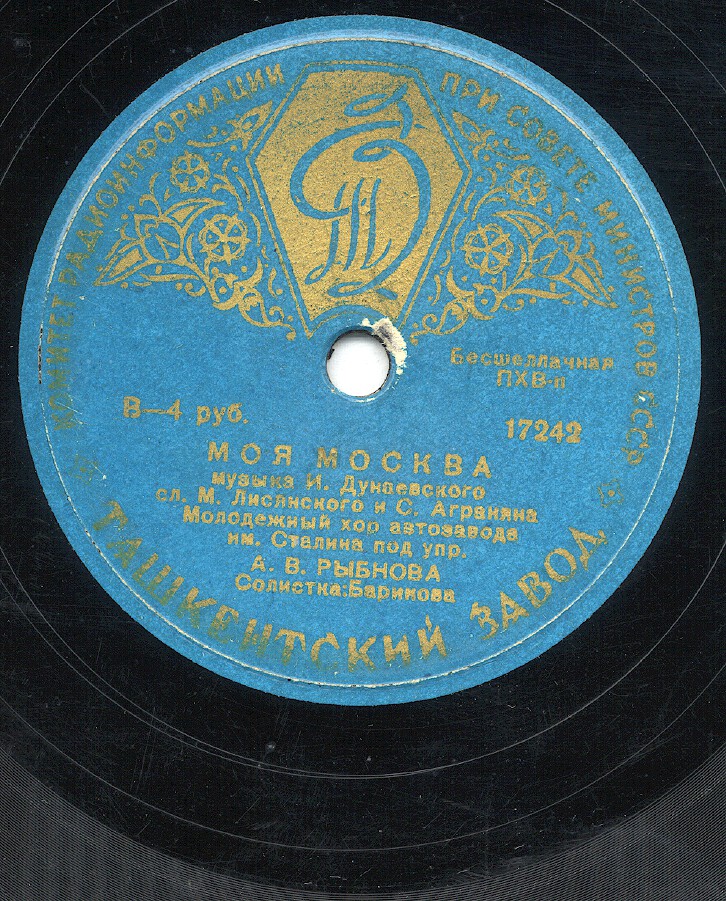 КОМИТЕТ РАДИОИНФОРМАЦИИ ПРИ СОВЕТЕ МИНИСТРОВ СССР
Бесшеллачная
ПХВ-п
В—4 руб.
17242
МОЯ МОСКВА
музыка И. Дунаевского
сл. М. Лисянского и С. Аграняна
Молодежный хор автозавода
им. Сталина под упр.
А. В. РЫБНОВА
Солистка:Баринова
ТАШКЕНТСКИЙ ЗАВОД